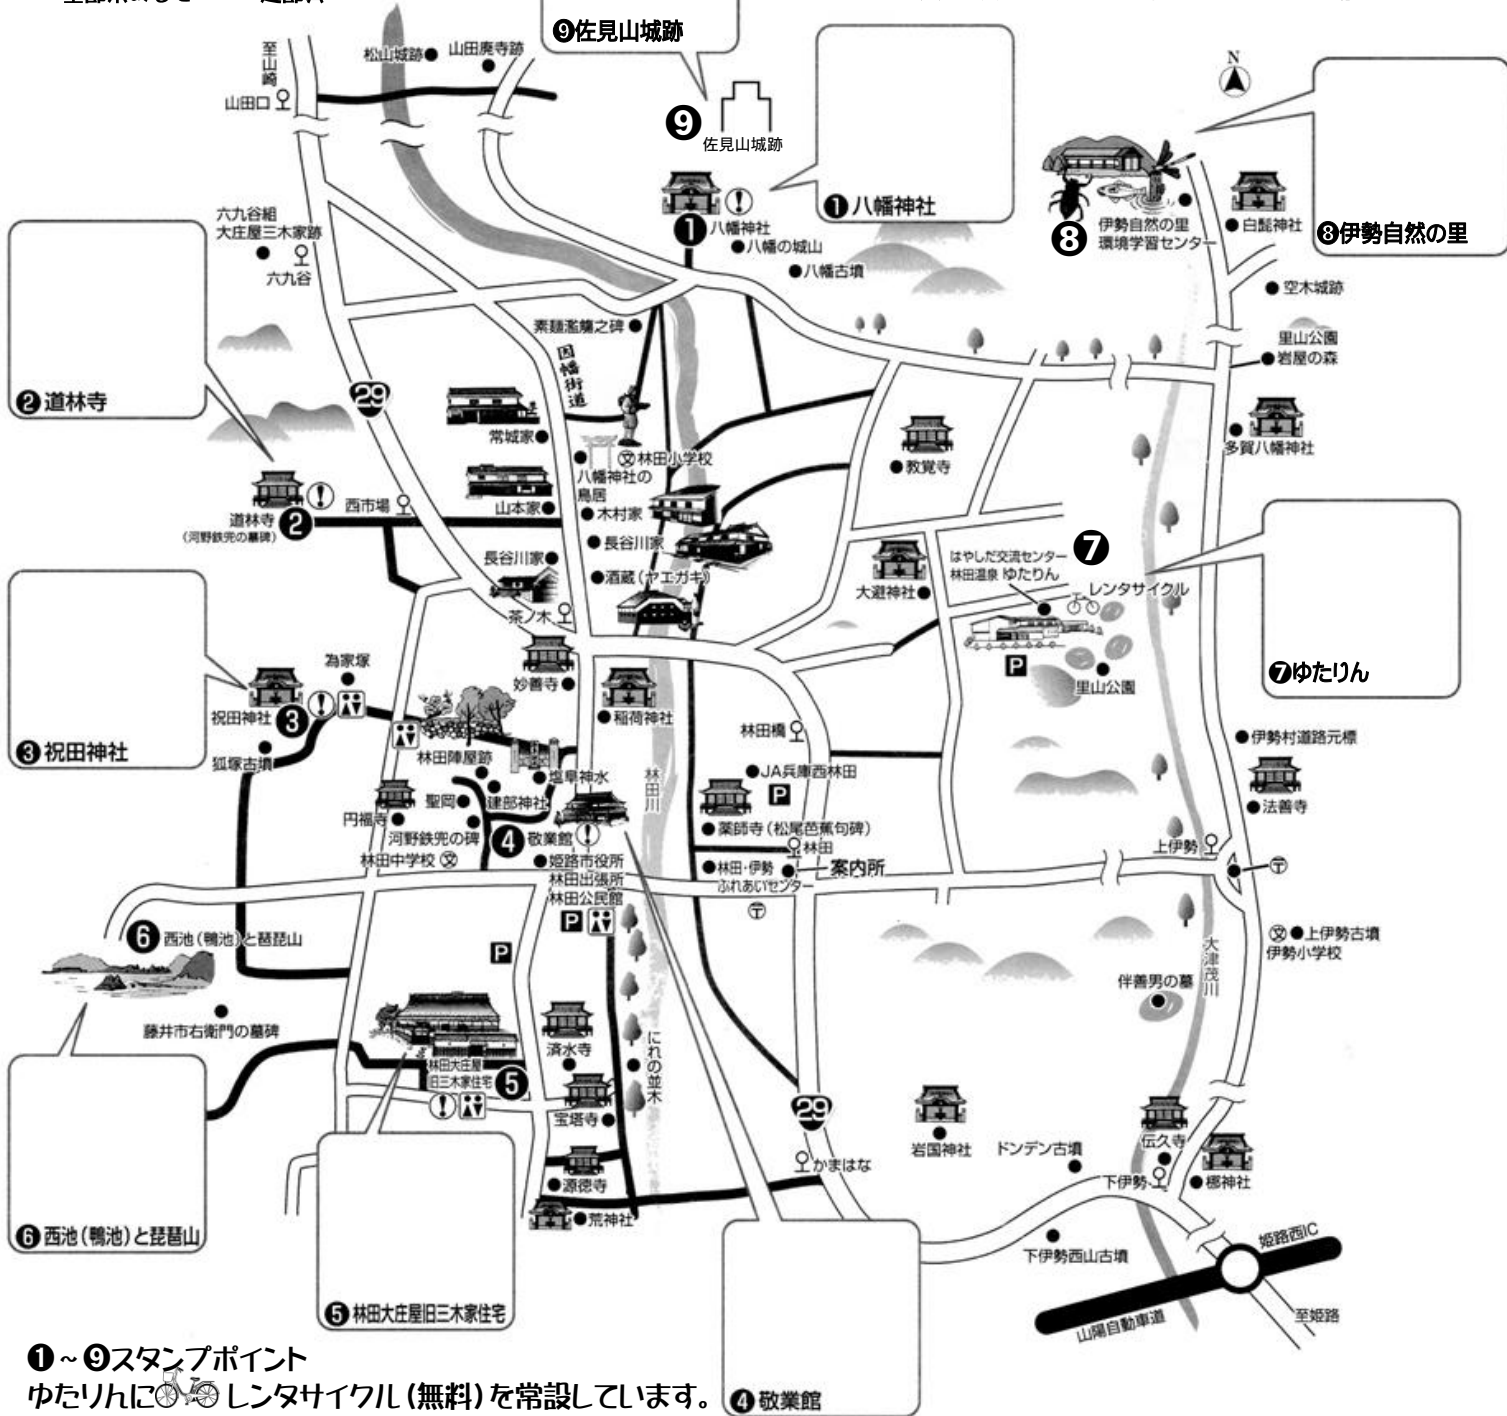 ❾佐見山城跡
至山崎
松山城跡
山田廃寺跡
山田口
N
❾
佐見山城跡
❶八幡神社
❽伊勢自然の里
六九谷組
大庄屋三木家跡
六九谷
❶
八幡神社
八幡の城山
八幡古墳
❽
伊勢自然の里
環境学習センター
白髭神社
空木城跡
里山公園
岩屋の森
素麺濫觴之碑
因幡街道
29
❷道林寺
常城家
八幡神社の
鳥居
文 林田小学校
教覚寺
多賀八幡神社
道林寺
(河野鉄兜の墓碑)
❷
西市場
山本家
木村家
長谷川家
長谷川家
酒蔵(ヤエガキ)
茶ノ木
大避神社
はやしだ交流センター
林田温泉 ゆたりん
❼
レンタサイクル
P
里山公園
❼ゆたりん
❸祝田神社
為家塚
祝田神社
❸
狐塚古墳
妙善寺
稲荷神社
林田橋
伊勢村道路元標
林田陣屋跡
塩阜神水
林田川
JA兵庫西林田
P
法善寺
聖岡
建部神社
円福寺
河野鉄兜の碑
❹
敬業館
薬師寺(松尾芭蕉句碑)
林田
上伊勢
林田中学校 文
姫路市役所
林田出張所
林田公民館
P
林田・伊勢
ふれあいセンター
案内所
〒
〒
❻
西池(鴨池)と琵琶山
P
大津茂川
文 上伊勢古墳
伊勢小学校
伴善男の墓
藤井市右衛門の墓碑
林田大庄屋
旧三木家住宅
❺
済水寺
にれの並木
宝塔寺
29
岩国神社
ドンデン古墳
伝久寺
かまはな
下伊勢
梛神社
源徳寺
荒神社
下伊勢西山古墳
姫路西IC
山陽自動車道
至姫路
❻西池(鴨池)と琵琶山
❺林田大庄屋旧三木家住宅
❹敬業館
❶~❾スタンプポイント
ゆたりんにレンタサイクル(無料)を常設しています。